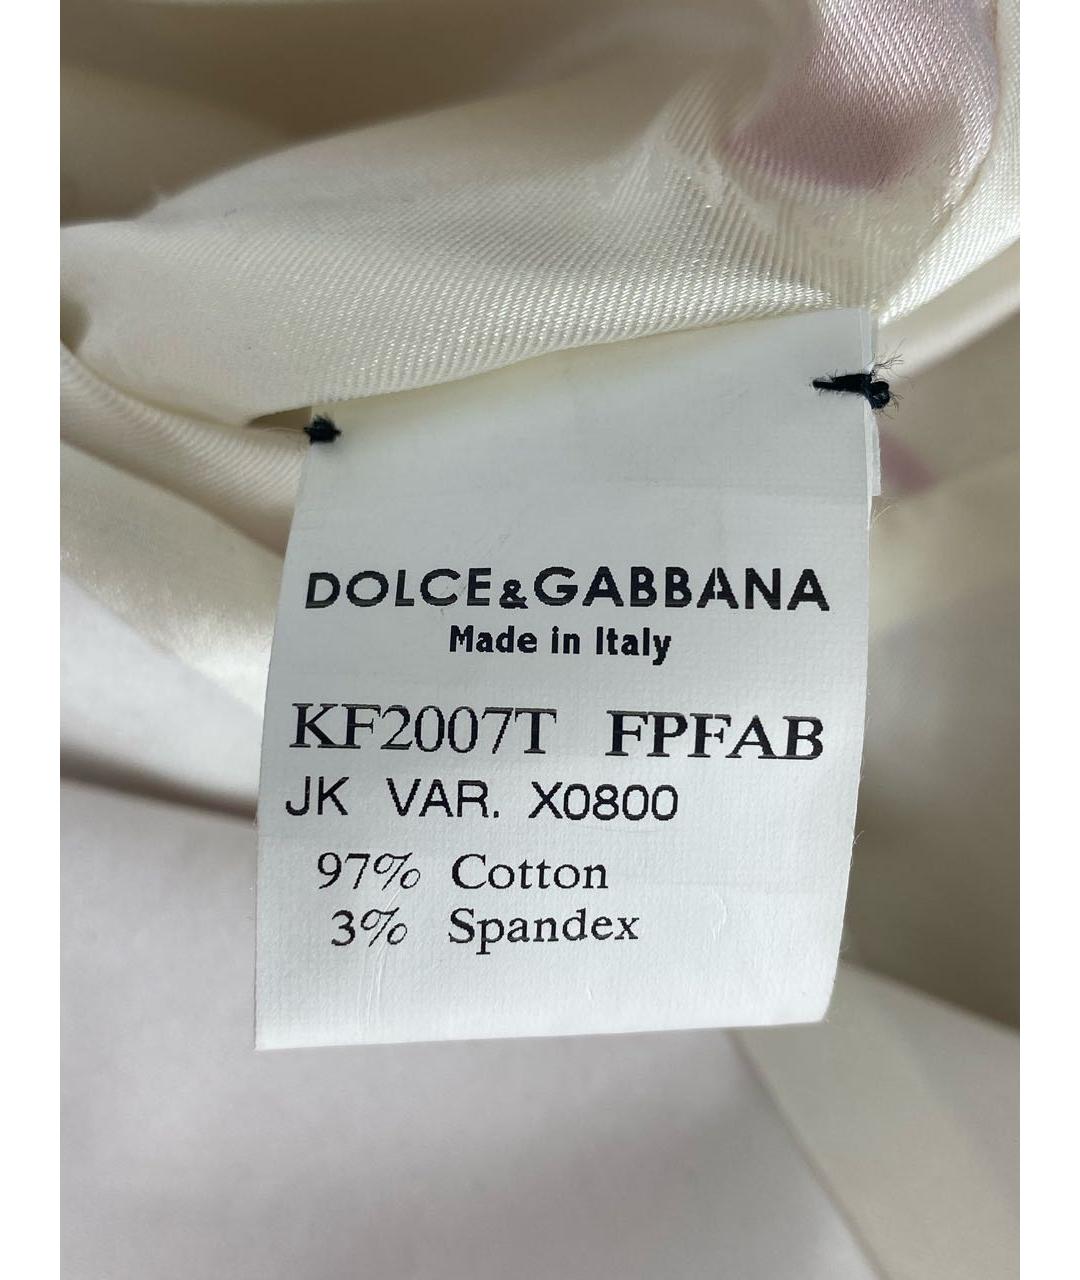 DOLCE&GABBANA
Made in Italy
KF2007T FPFAB
JK VAR. X0800
97% Cotton
3% Spandex